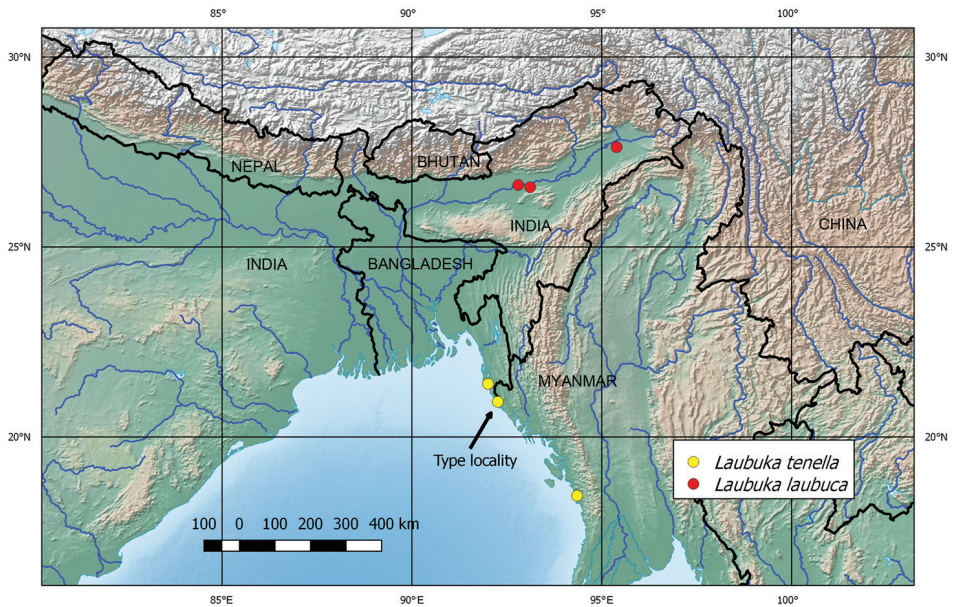 85° 90° 95° 100°
30°N 30°N
NEPAL
BHUTAN
INDIA
CHINA
25°N 25°N
INDIA
BANGLADESH
MYANMAR
20°N 20°N
Type locality
Laubuka tenella
Laubuka laubuca
100 0 100 200 300 400 km
85°E 90°E 95°E 100°E